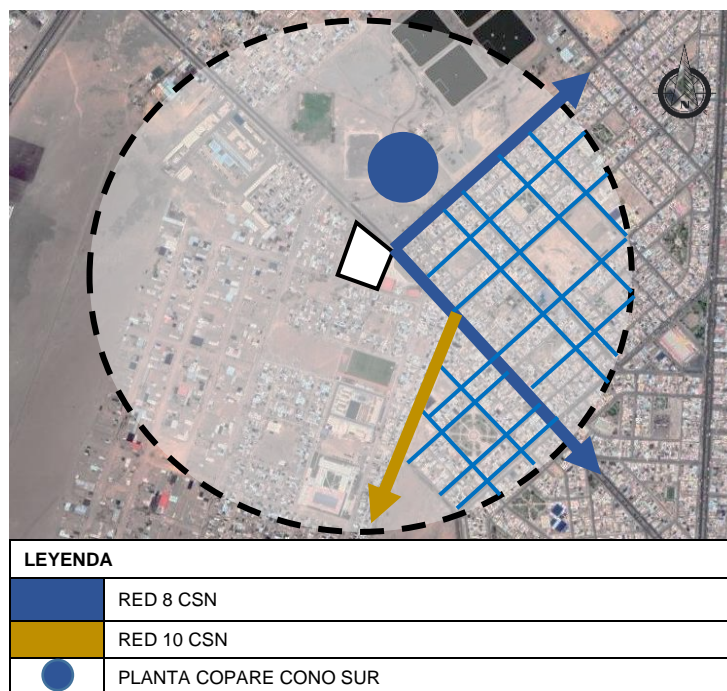 N
LEYENDA
RED 8 CSN
RED 10 CSN
PLANTA COPARE CONO SUR